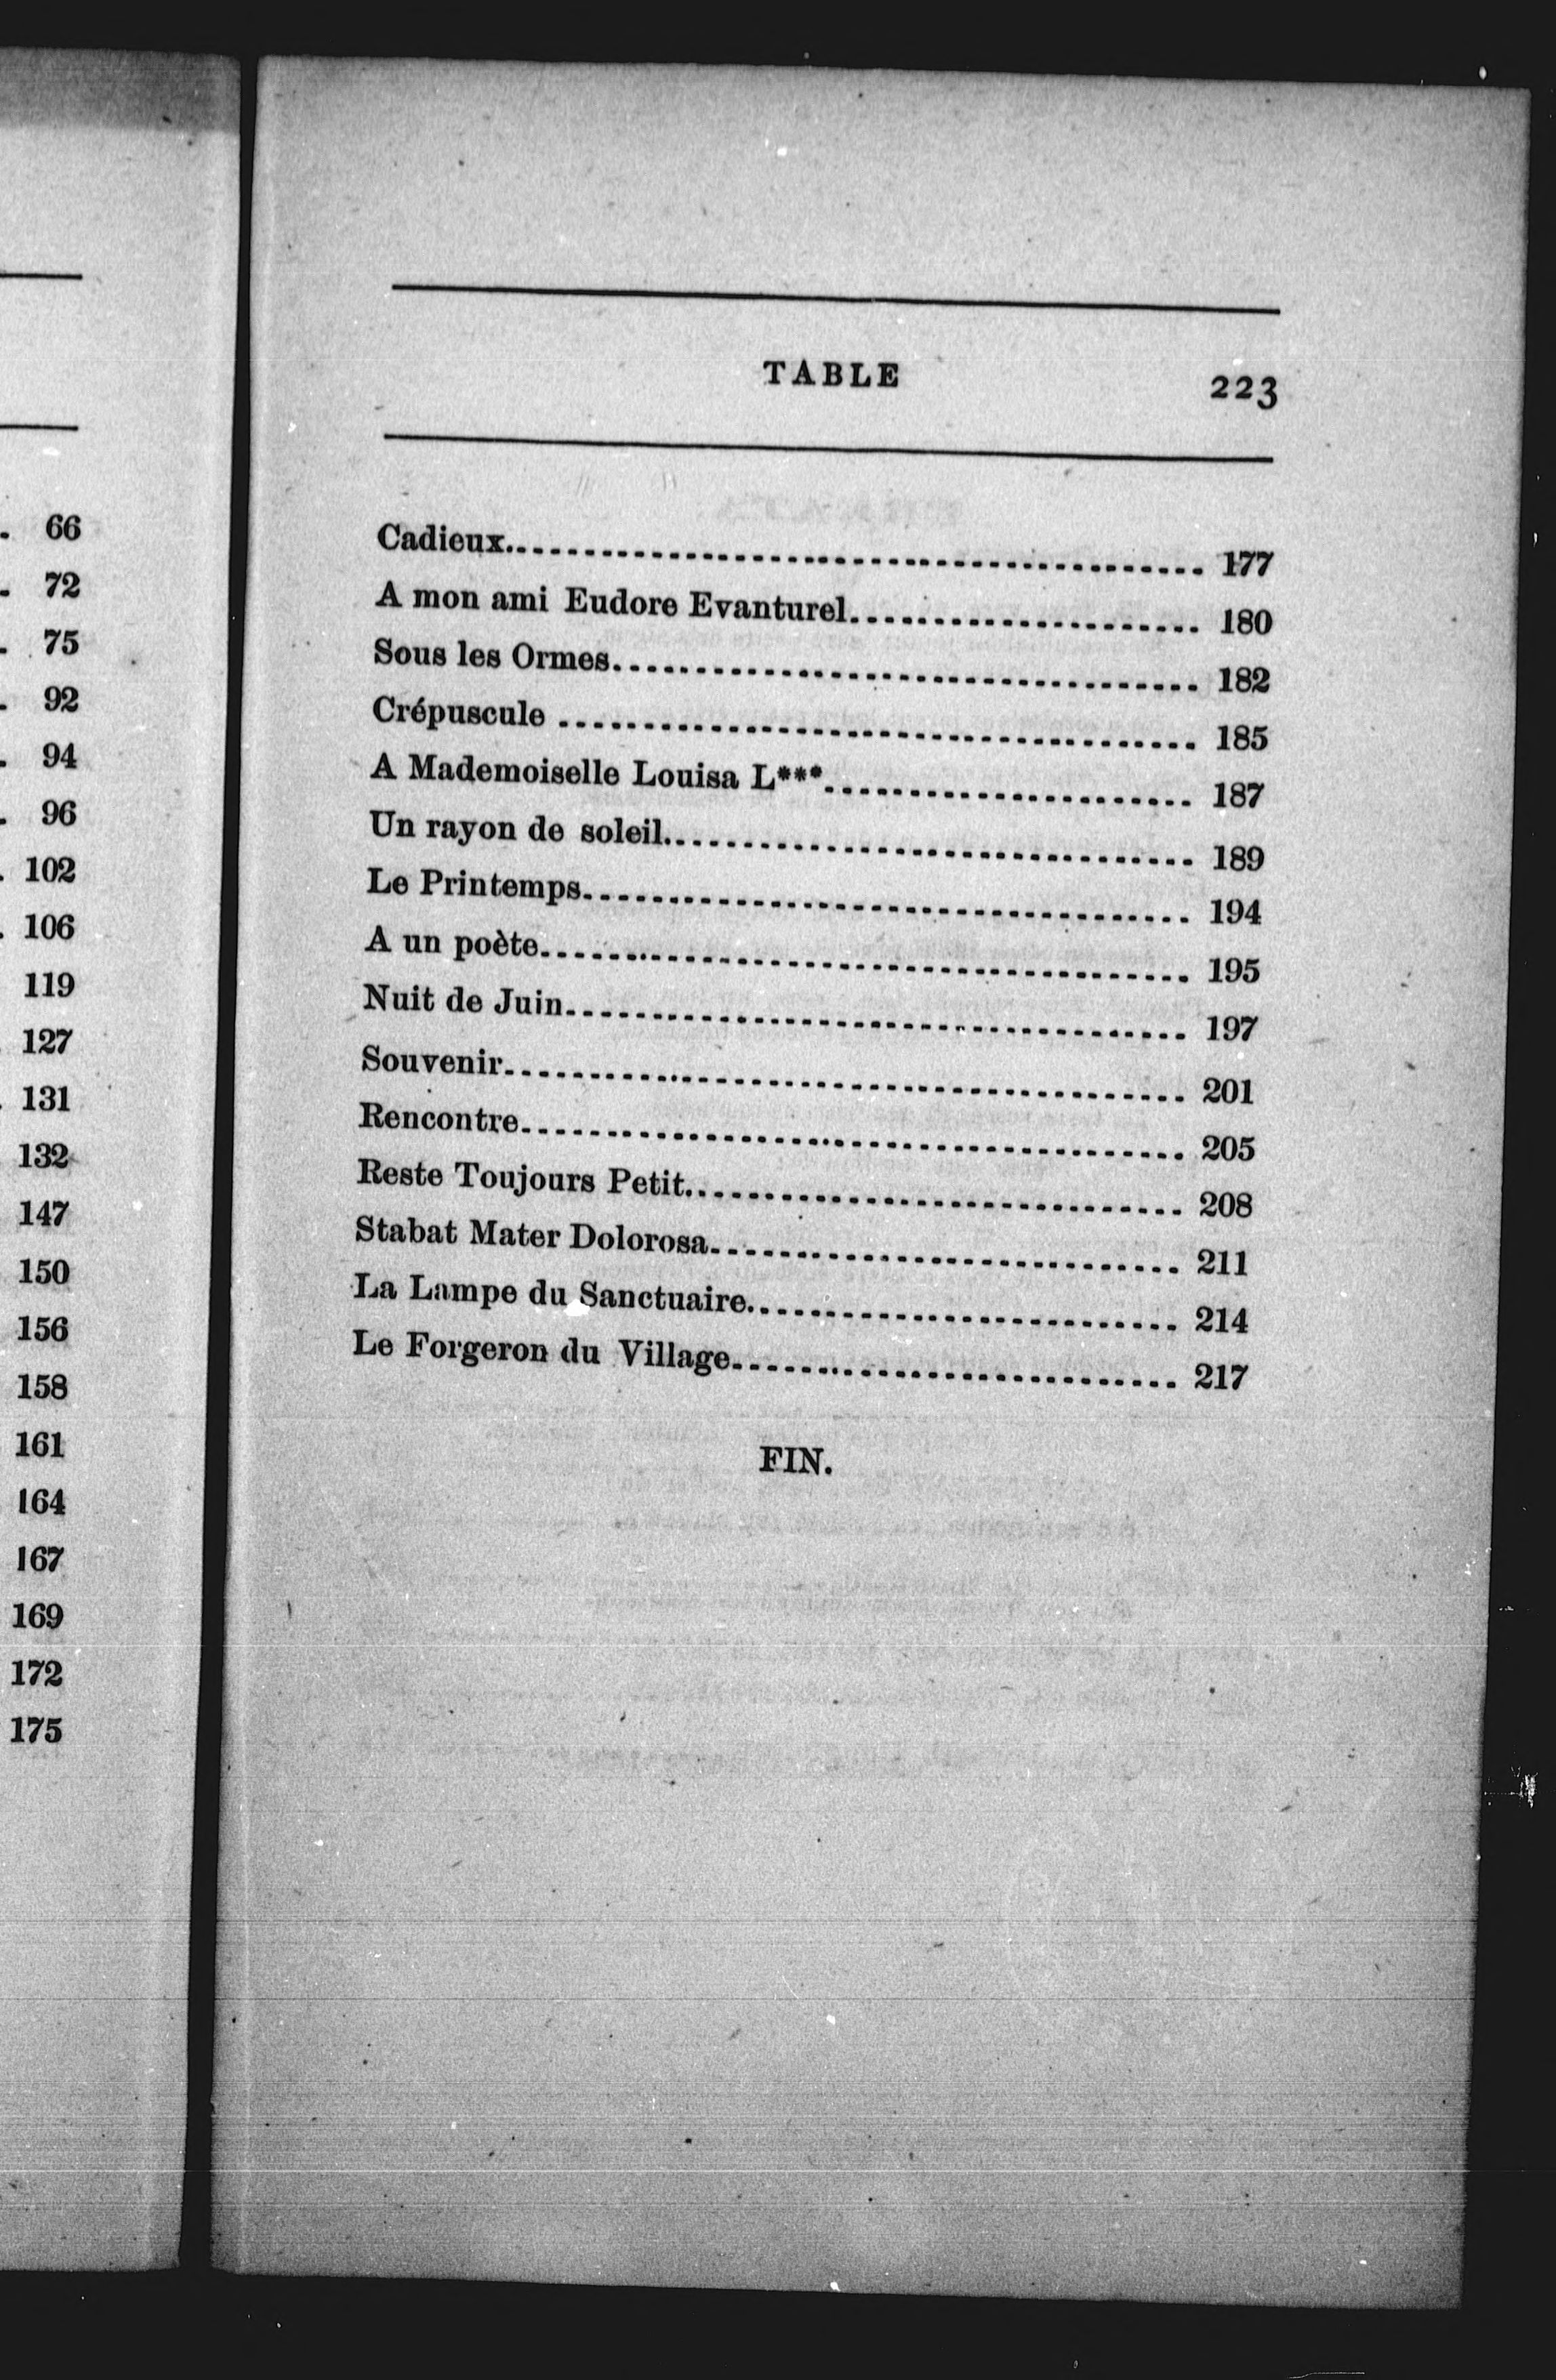 . 66
. 72
. 75
. 92
. 94
. 96
. 102
. 106
119
127
. 131
132
147
150
156
158
161
164
167
169
172
175
TABLE 223
Cadieux........................................ 177
A mon ami Eudore Evanturel..................... 180
Sous les Ormes................................... 182
Crépuscule ...................................... 185
A Mademoiselle Louisa L***...................... 187
Un rayon de soleil............................... 189
Le Printemps.................................... 194
A un poète...................................... 195
Nuit de Juin.................................... 197
Souvenir........................................ 201
Rencontre....................................... 205
Reste Toujours Petit............................. 208
Stabat Mater Dolorosa............................ 211
La Lampe du Sanctuaire.......................... 214
Le Forgeron du Village........................... 217
FIN.